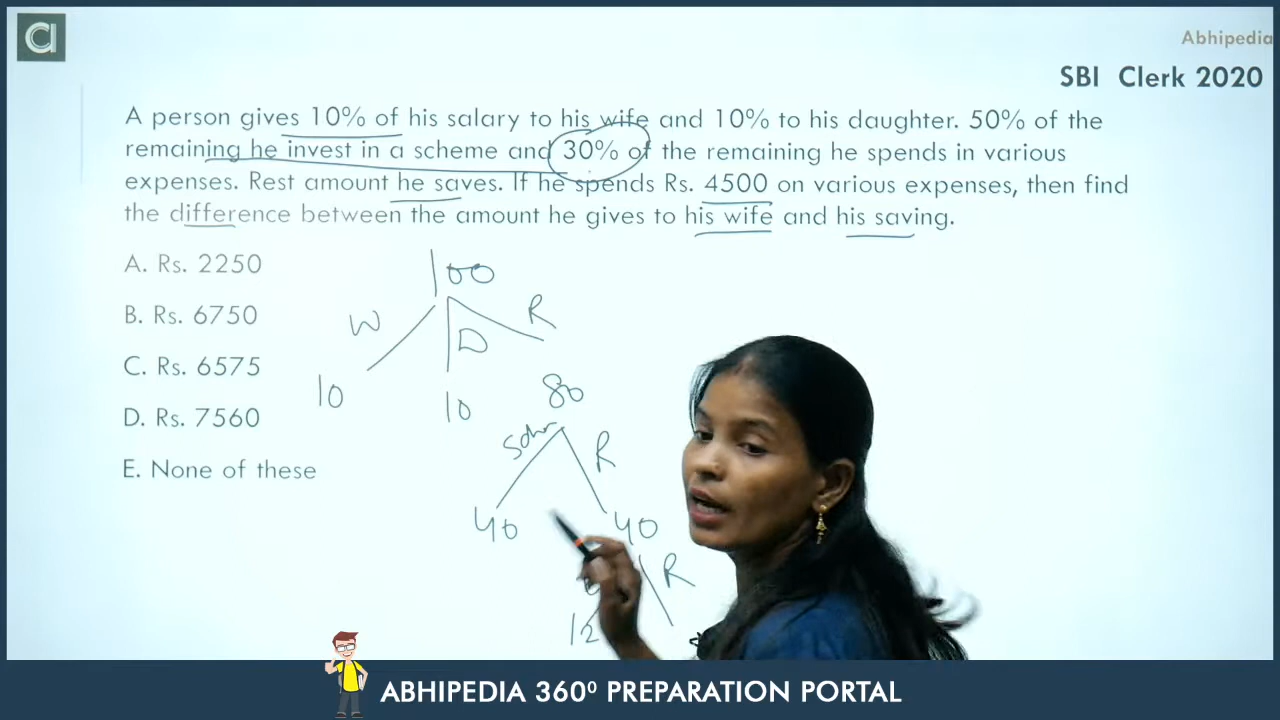 Abhipedia
SBI Clerk 2020
A person gives 10% of his salary to his wife and 10% to his daughter. 50% of the
remaining he invest in a scheme and 30% of the remaining he spends in various
expenses. Rest amount he saves. If he spends Rs. 4500 on various expenses, then find
the difference between the amount he gives to his wife and his saving.
A. Rs. 2250
B. Rs. 6750
C. Rs. 6575
D. Rs. 7560
E. None of these
100
W
D
R
10
10
80
R
40
40
R
12
ABHIPEDIA 360⁰ PREPARATION PORTAL